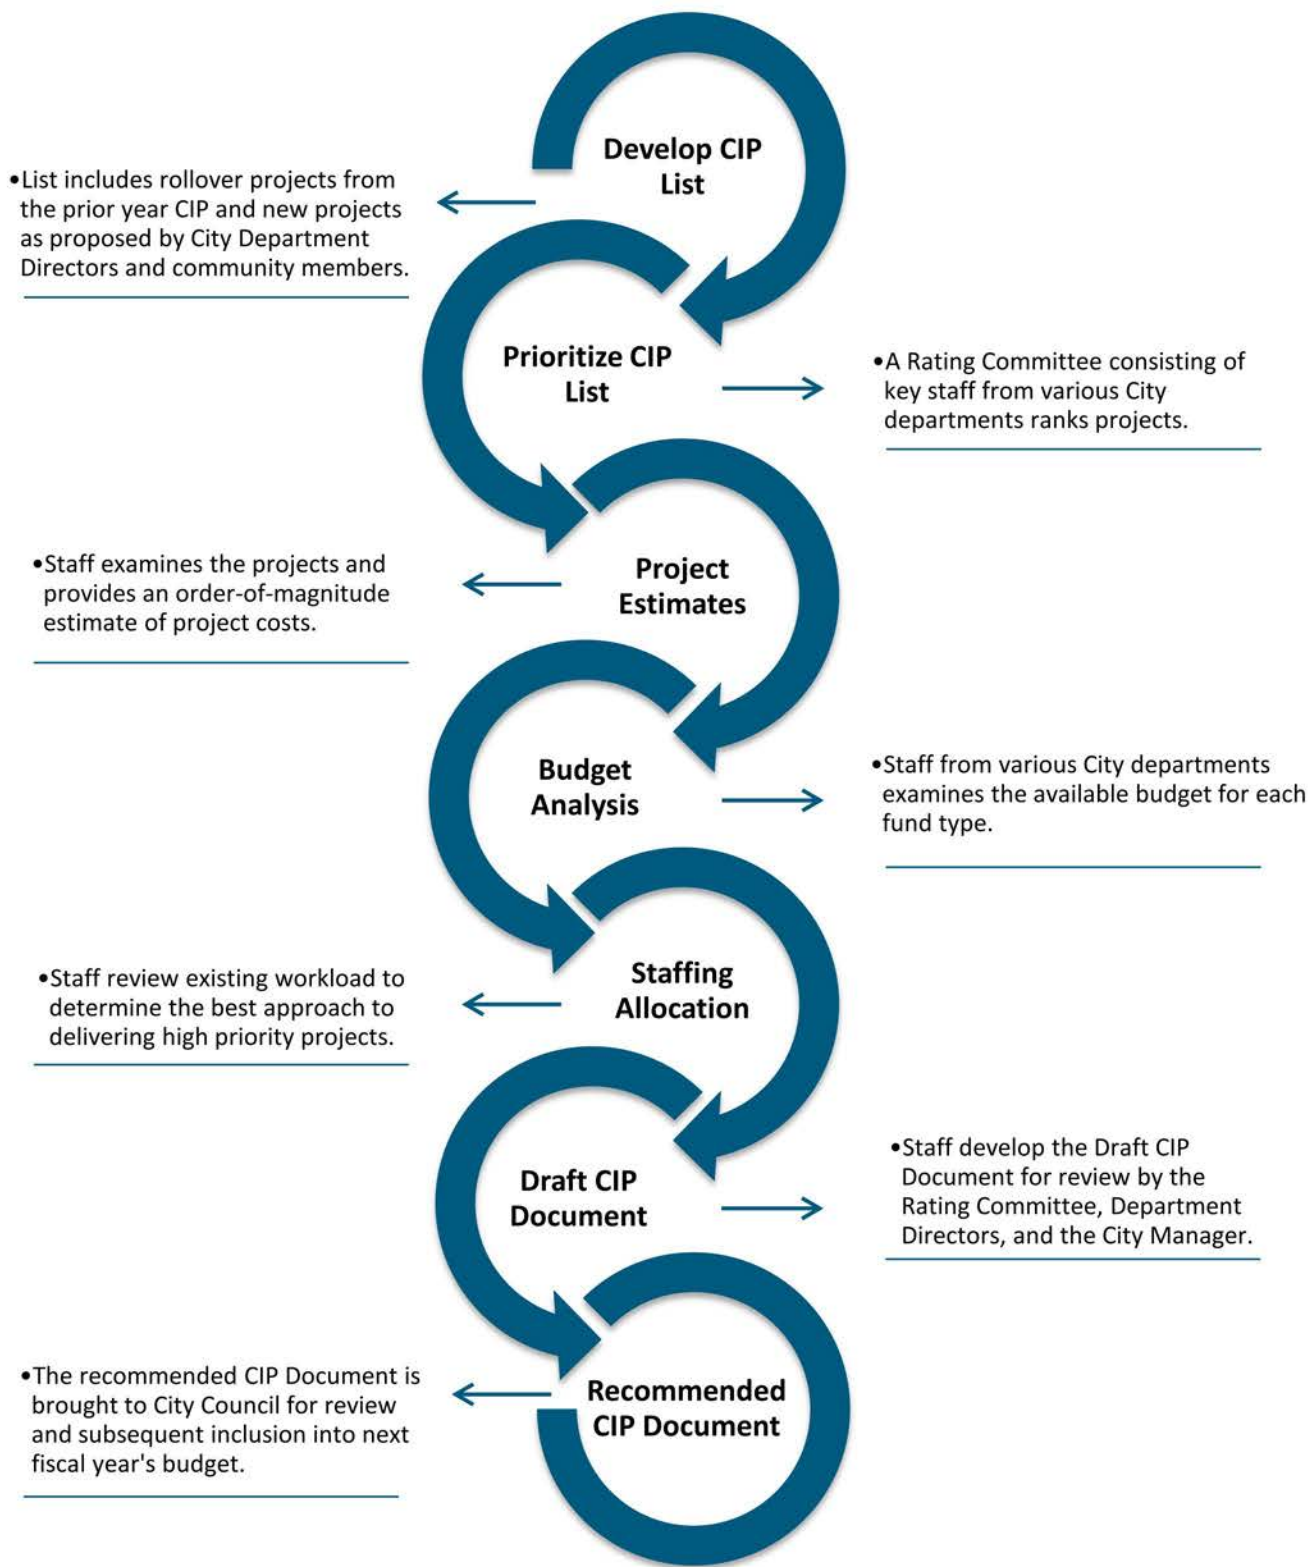 Develop CIP
List
•List includes rollover projects from
the prior year CIP and new projects
as proposed by City Department
Directors and community members.
Prioritize CIP
List
•A Rating Committee consisting of
key staff from various City
departments ranks projects.
Project
Estimates
•Staff examines the projects and
provides an order-of-magnitude
estimate of project costs.
Budget
Analysis
•Staff from various City departments
examines the available budget for each
fund type.
Staffing
Allocation
•Staff review existing workload to
determine the best approach to
delivering high priority projects.
Draft CIP
Document
•Staff develop the Draft CIP
Document for review by the
Rating Committee, Department
Directors, and the City Manager.
Recommended
CIP Document
•The recommended CIP Document is
brought to City Council for review
and subsequent inclusion into next
fiscal year's budget.